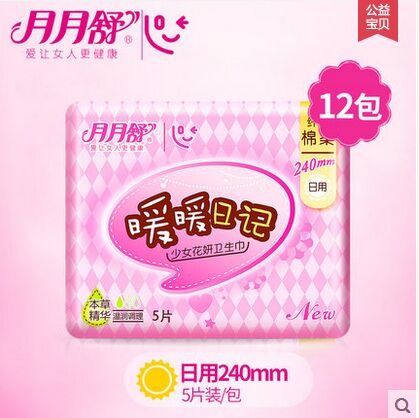 月月舒®
爱让女人更健康
公益
宝贝
12包
月月舒®
爱让女人更健康
棉柔
240mm
日用
暖暖日记
少女花妍卫生巾
本草
精华
温润调理
5片
New
日用240mm
5片装/包